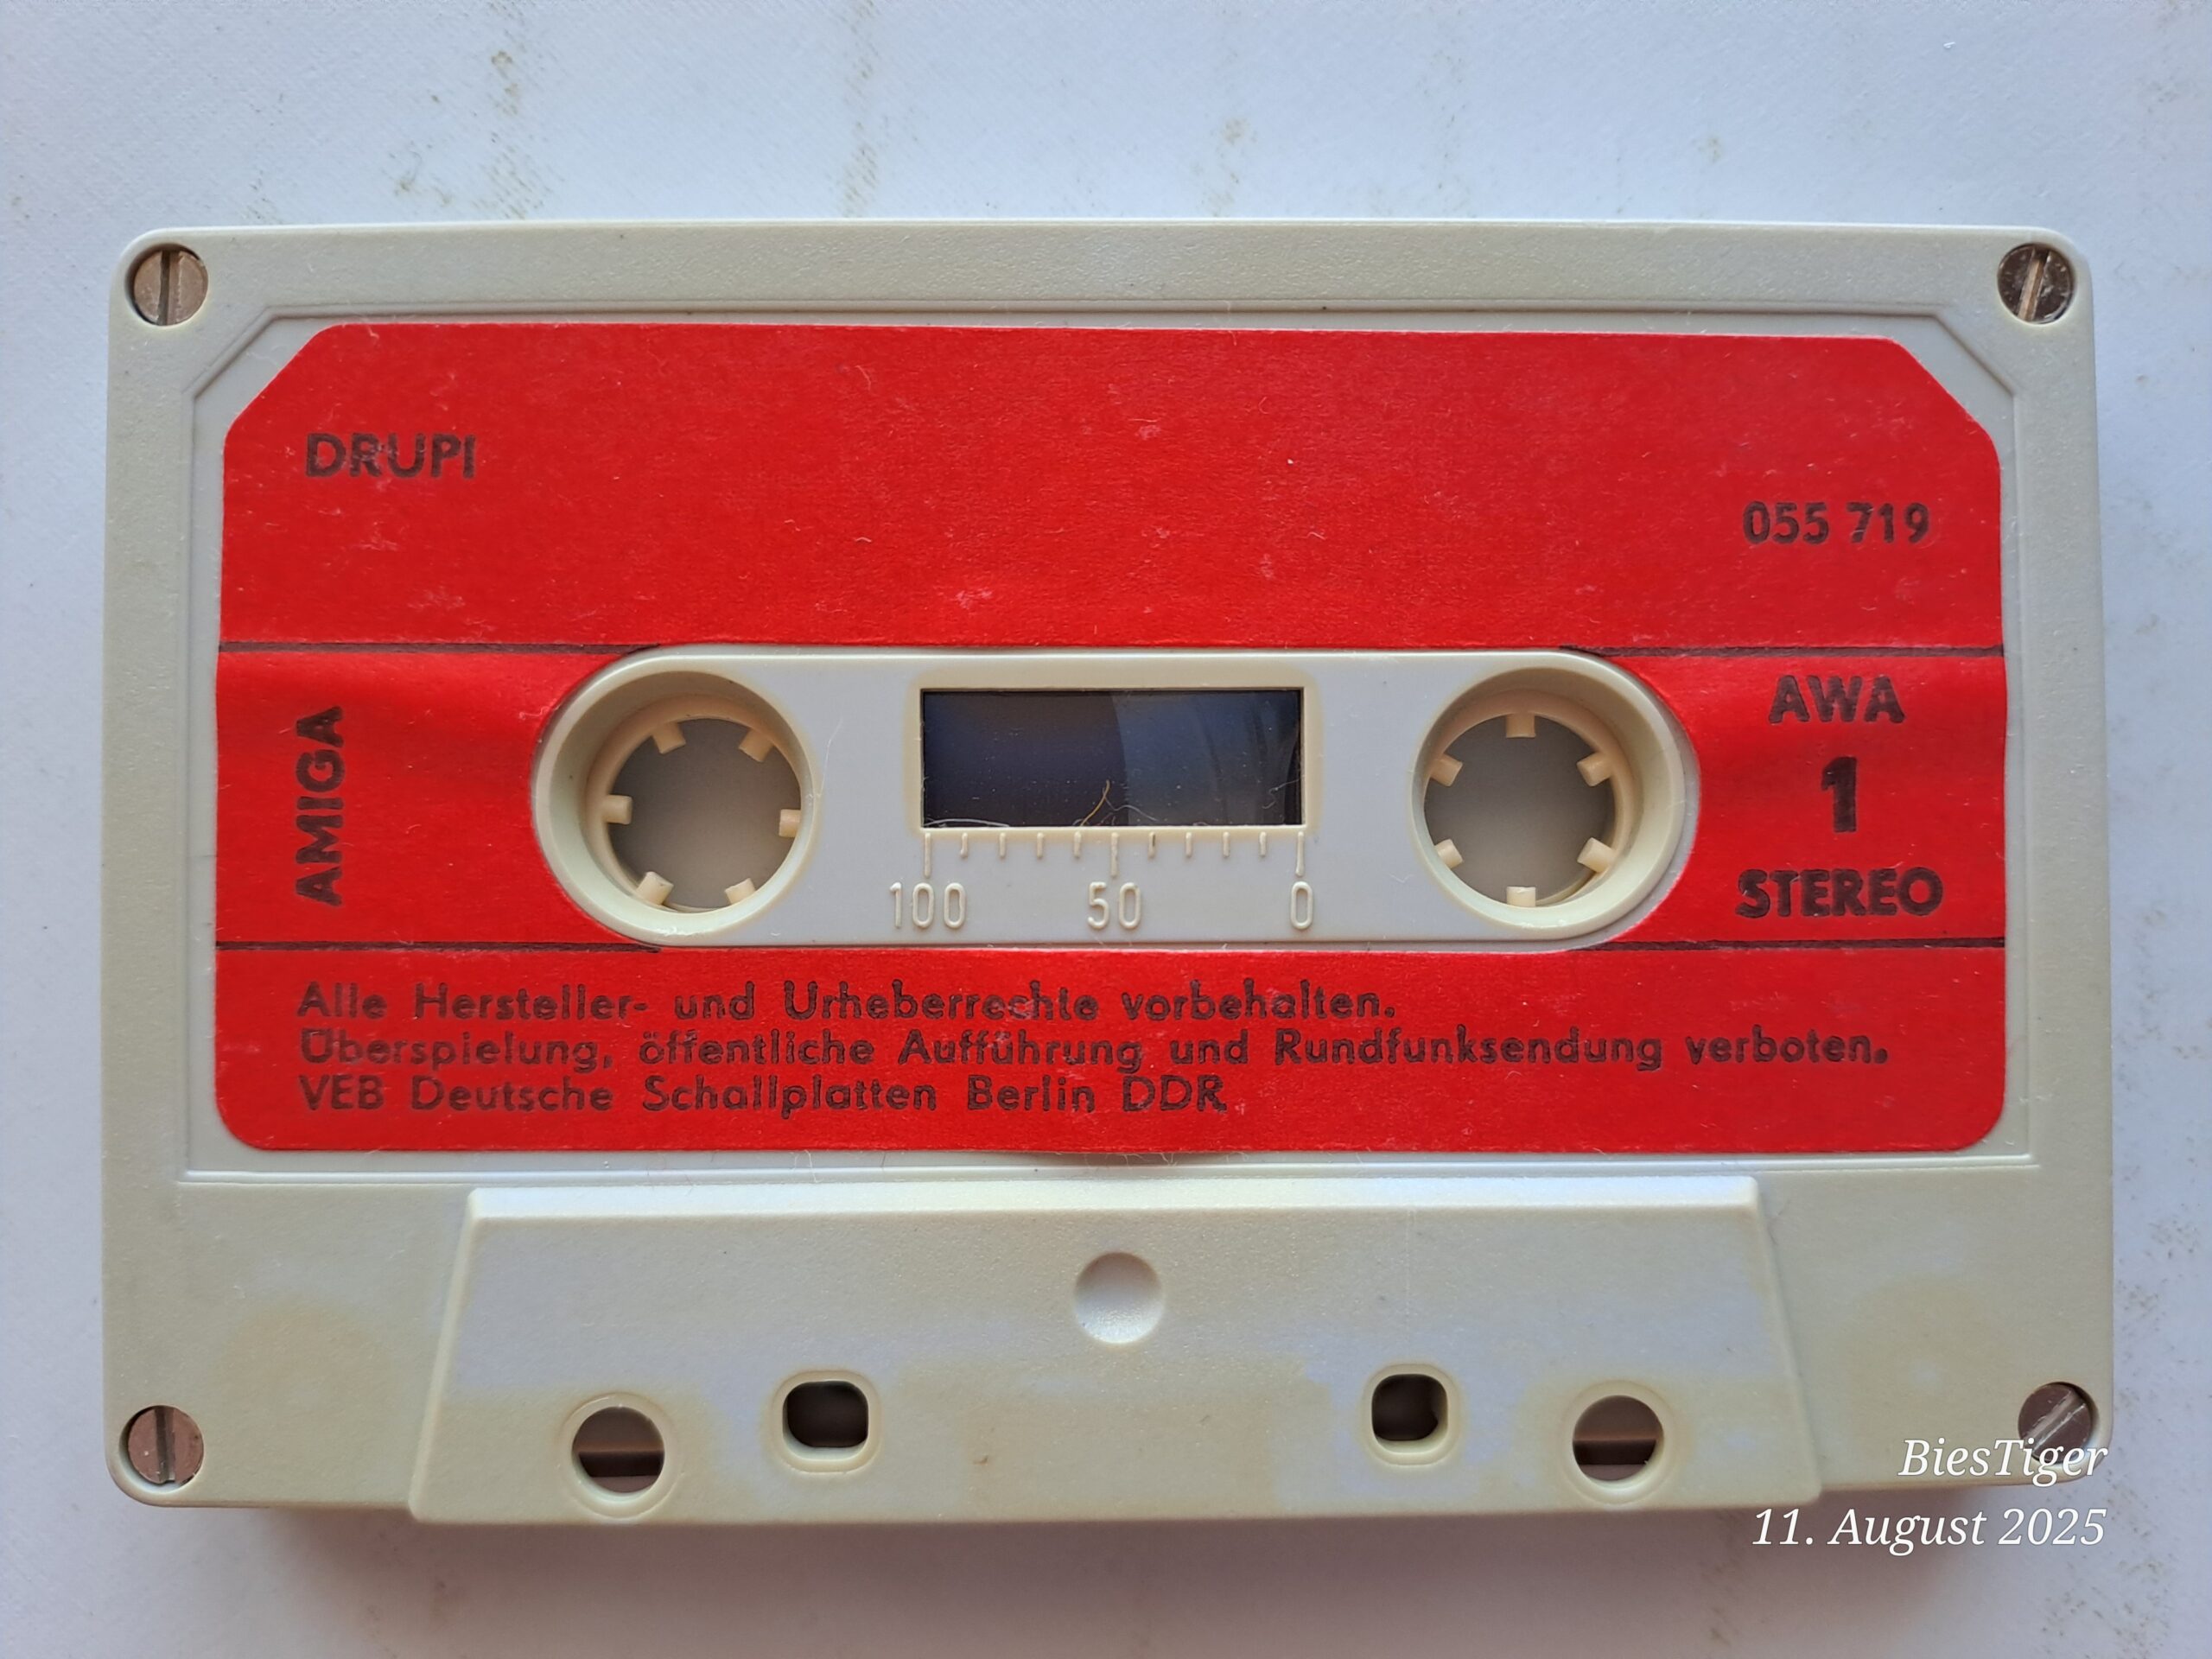 DRUPI
055 719
AMIGA
AWA
1
STEREO
100 50 0
Alle Hersteller- und Urheberrechte vorbehalten.
Überspielung, öffentliche Aufführung und Rundfunksendung verboten.
VEB Deutsche Schallplatten Berlin DDR
BiesTiger
11. August 2025